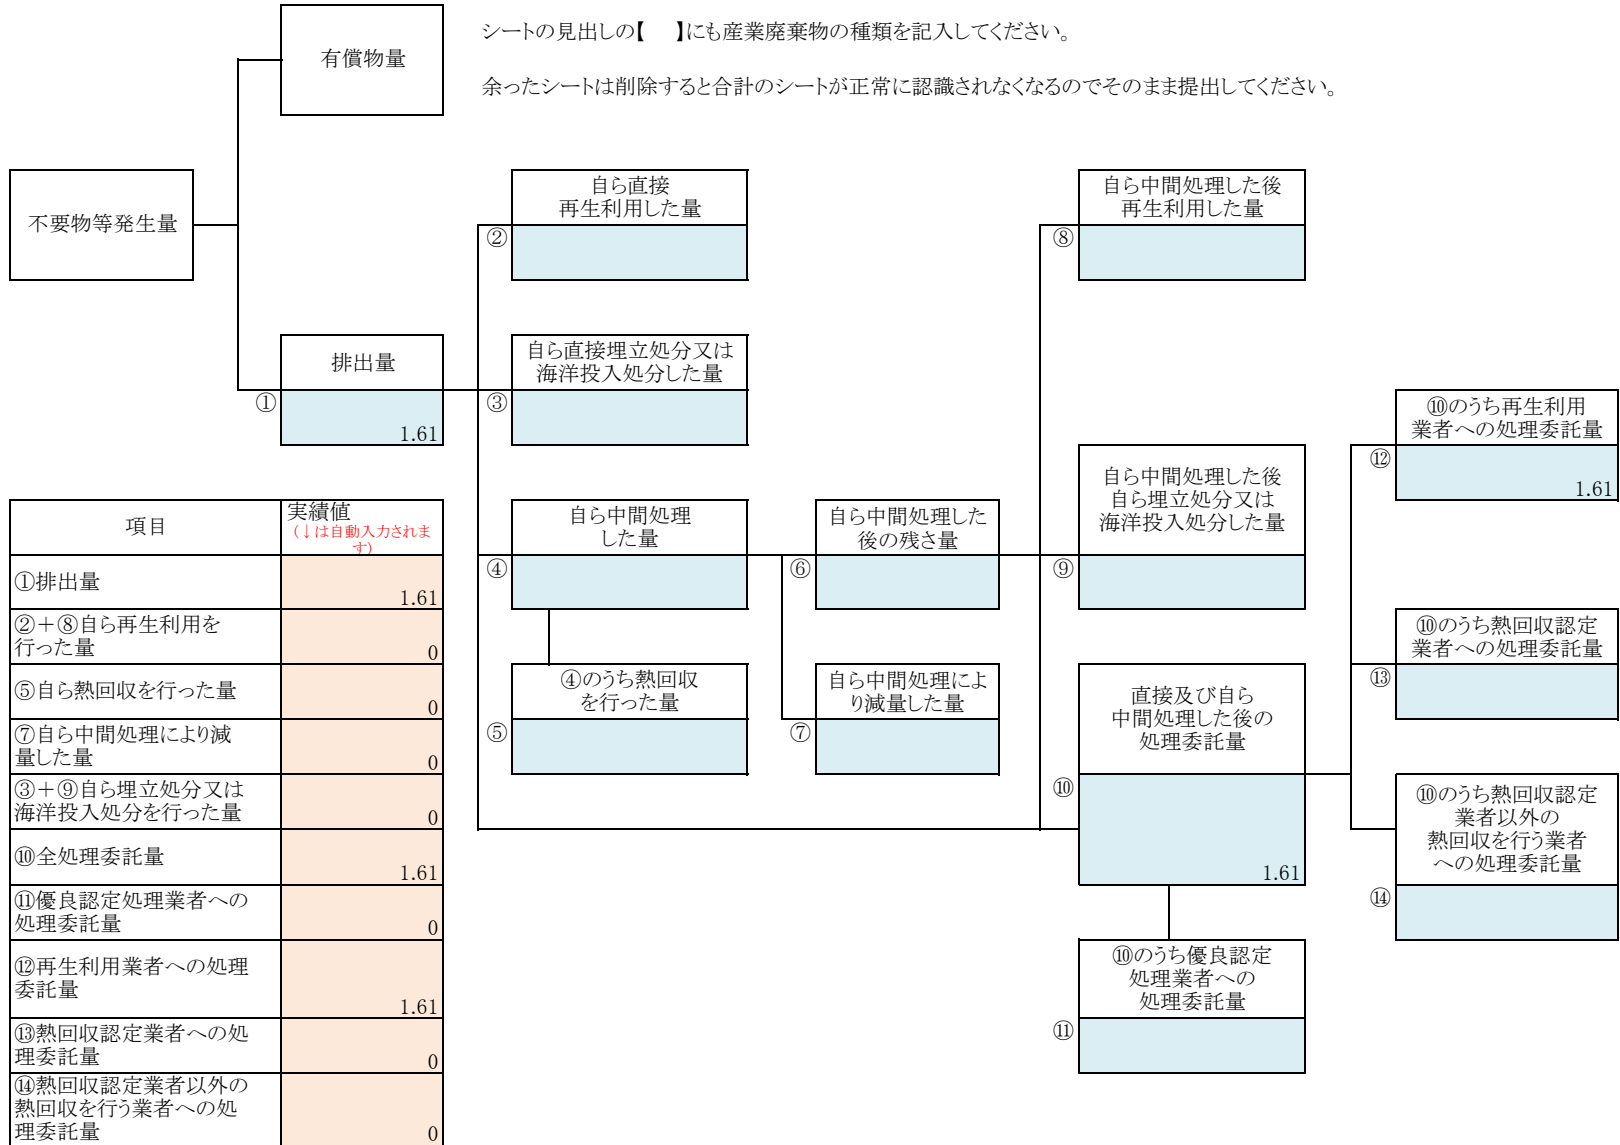 シートの見出しの【　】にも産業廃棄物の種類を記入してください。
有償物量
余ったシートは削除すると合計のシートが正常に認識されなくなるのでそのまま提出してください。
不要物等発生量
自ら直接
再生利用した量
②
自ら中間処理した後
再生利用した量
⑧
排出量
①
1.61
自ら直接埋立処分又は
海洋投入処分した量
③
⑩のうち再生利用
業者への処理委託量
⑫
1.61
自ら中間処理した後
自ら埋立処分又は
海洋投入処分した量
⑨
自ら中間処理
した量
④
自ら中間処理した
後の残さ量
⑥
④のうち熱回収
を行った量
⑤
自ら中間処理によ
り減量した量
⑦
直接及び自ら
中間処理した後の
処理委託量
⑩
1.61
⑩のうち熱回収認定
業者への処理委託量
⑬
⑩のうち熱回収認定
業者以外の
熱回収を行う業者
への処理委託量
⑭
⑩のうち優良認定
処理業者への
処理委託量
⑪
項目
実績値
(↓は自動入力されま
す)
①排出量
1.61
②＋⑧自ら再生利用を
行った量
0
⑤自ら熱回収を行った量
0
⑦自ら中間処理により減
量した量
0
③＋⑨自ら埋立処分又は
海洋投入処分を行った量
0
⑩全処理委託量
1.61
⑪優良認定処理業者への
処理委託量
0
⑫再生利用業者への処理
委託量
1.61
⑬熱回収認定業者への処
理委託量
0
⑭熱回収認定業者以外の
熱回収を行う業者への処
理委託量
0